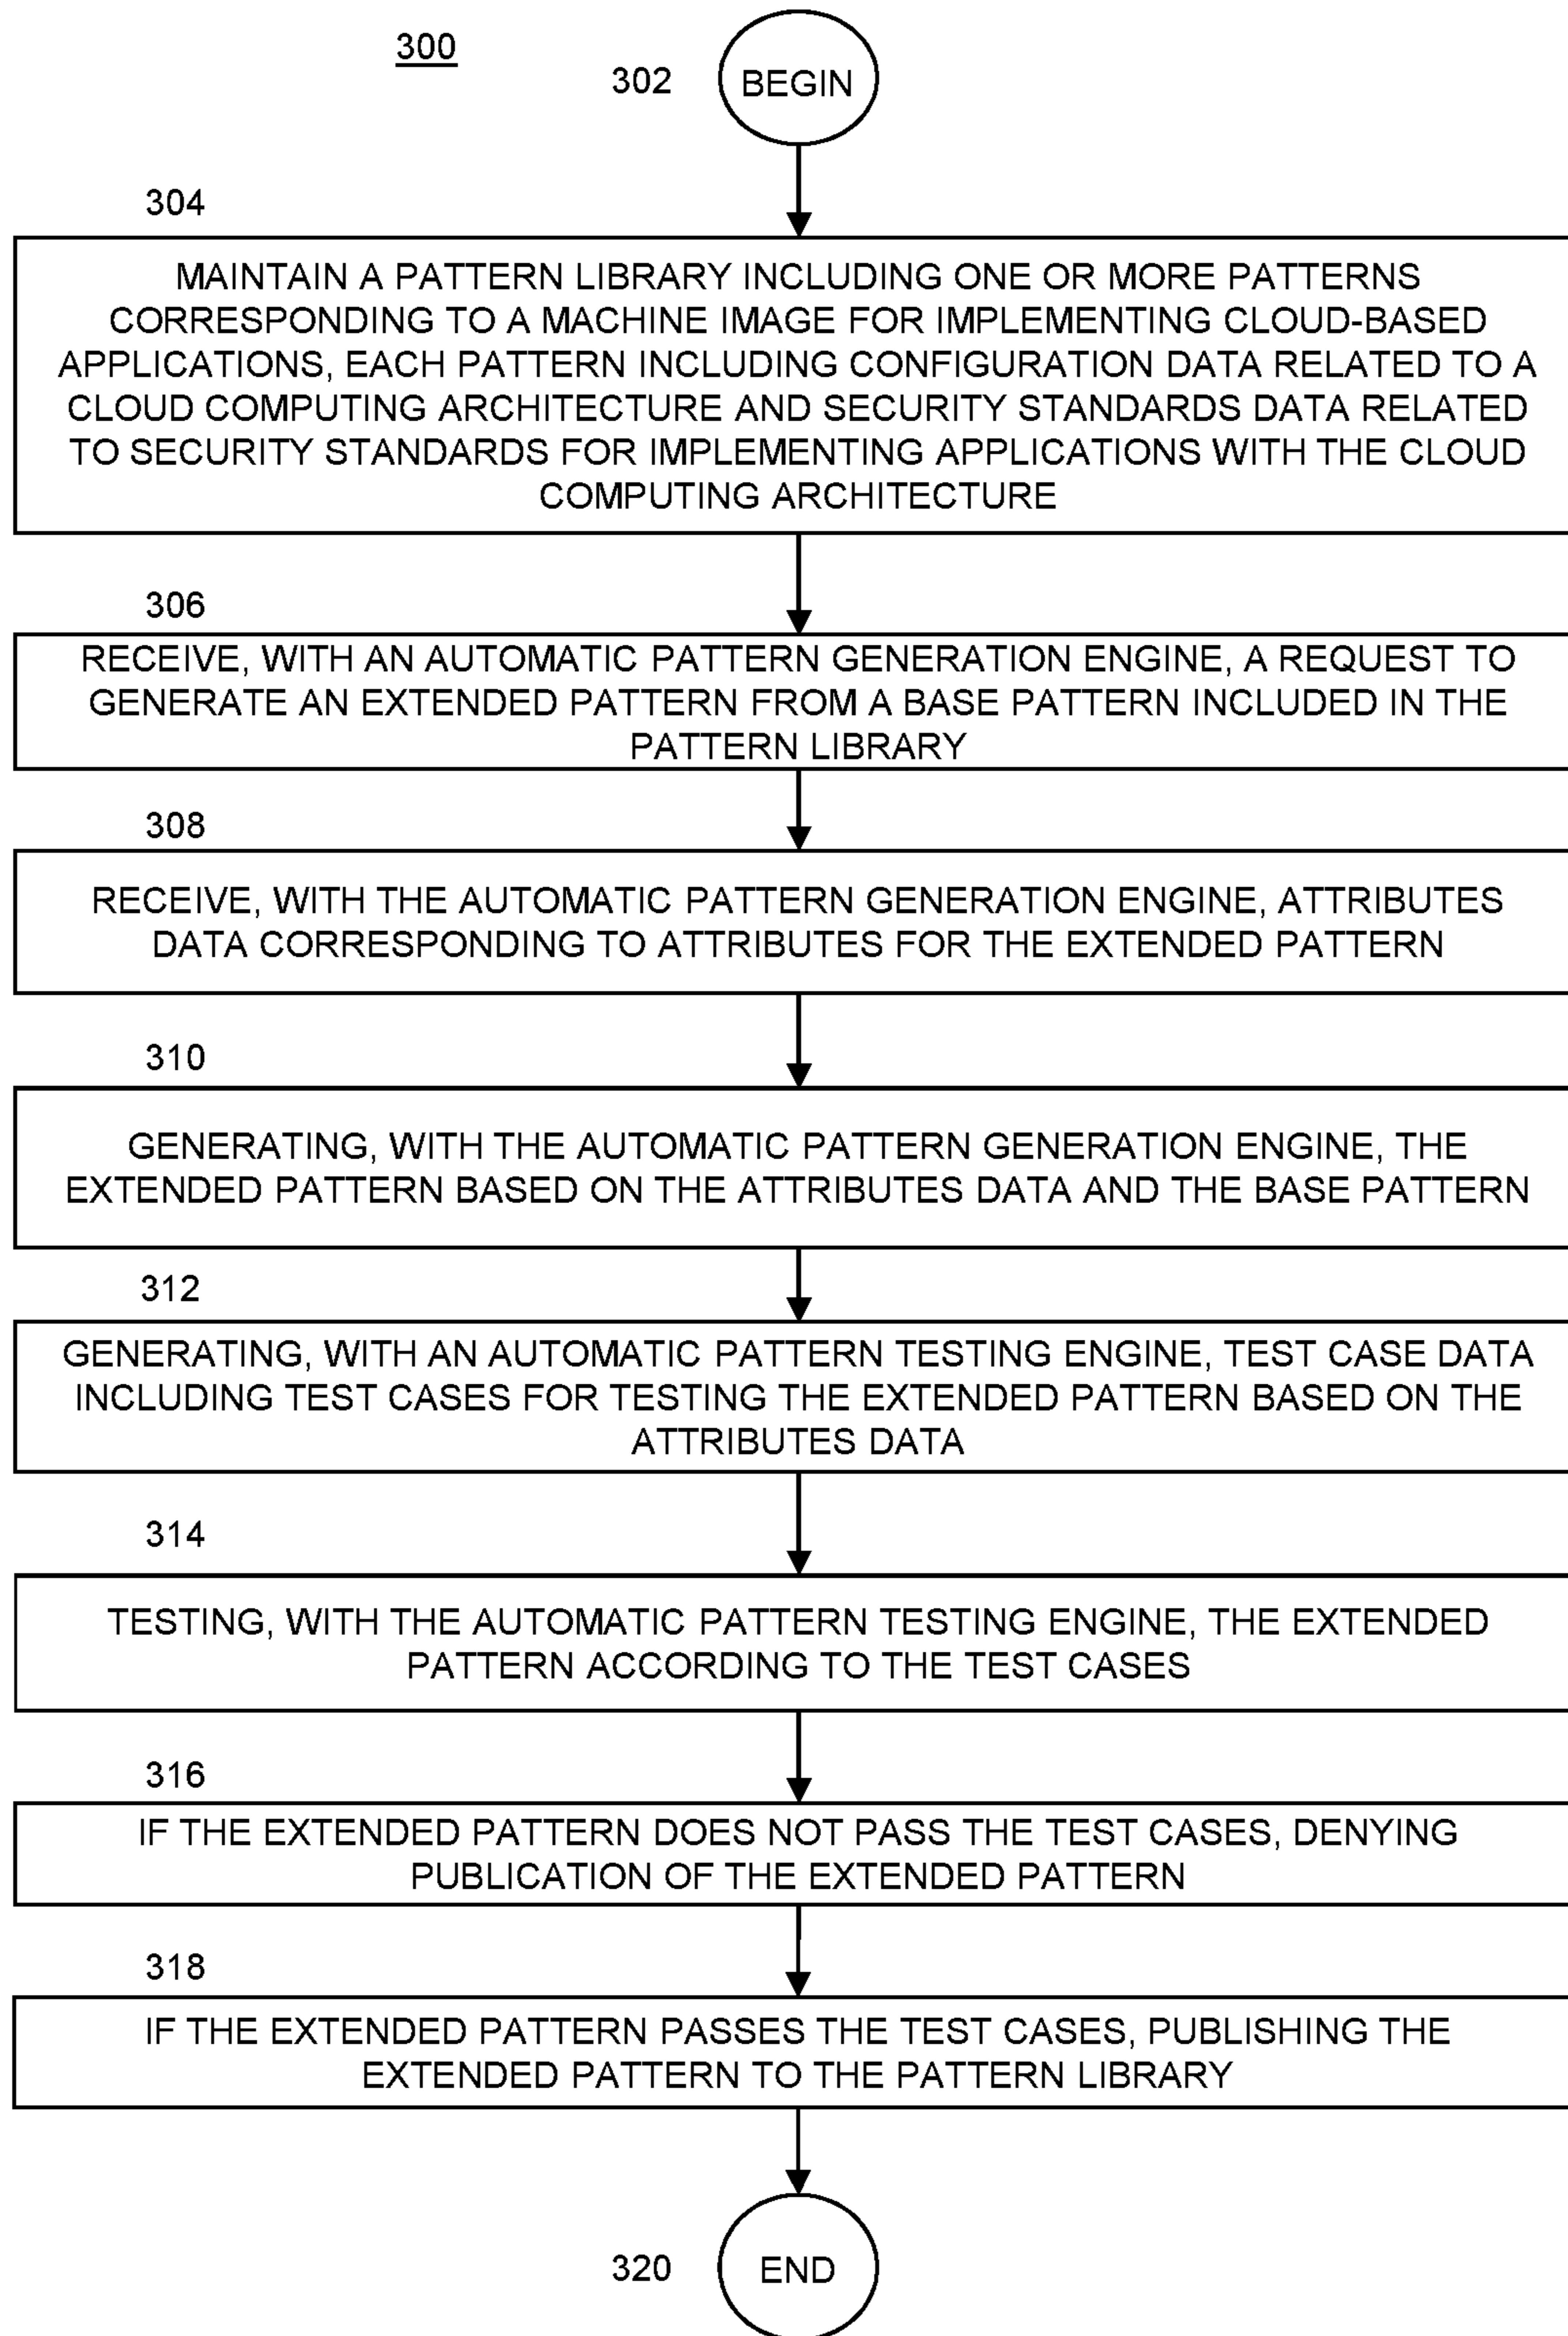 300
302
BEGIN
304
MAINTAIN A PATTERN LIBRARY INCLUDING ONE OR MORE PATTERNS
CORRESPONDING TO A MACHINE IMAGE FOR IMPLEMENTING CLOUD-BASED
APPLICATIONS, EACH PATTERN INCLUDING CONFIGURATION DATA RELATED TO A
CLOUD COMPUTING ARCHITECTURE AND SECURITY STANDARDS DATA RELATED
TO SECURITY STANDARDS FOR IMPLEMENTING APPLICATIONS WITH THE CLOUD
COMPUTING ARCHITECTURE
306
RECEIVE, WITH AN AUTOMATIC PATTERN GENERATION ENGINE, A REQUEST TO
GENERATE AN EXTENDED PATTERN FROM A BASE PATTERN INCLUDED IN THE
PATTERN LIBRARY
308
RECEIVE, WITH THE AUTOMATIC PATTERN GENERATION ENGINE, ATTRIBUTES
DATA CORRESPONDING TO ATTRIBUTES FOR THE EXTENDED PATTERN
310
GENERATING, WITH THE AUTOMATIC PATTERN GENERATION ENGINE, THE
EXTENDED PATTERN BASED ON THE ATTRIBUTES DATA AND THE BASE PATTERN
312
GENERATING, WITH AN AUTOMATIC PATTERN TESTING ENGINE, TEST CASE DATA
INCLUDING TEST CASES FOR TESTING THE EXTENDED PATTERN BASED ON THE
ATTRIBUTES DATA
314
TESTING, WITH THE AUTOMATIC PATTERN TESTING ENGINE, THE EXTENDED
PATTERN ACCORDING TO THE TEST CASES
316
IF THE EXTENDED PATTERN DOES NOT PASS THE TEST CASES, DENYING
PUBLICATION OF THE EXTENDED PATTERN
318
IF THE EXTENDED PATTERN PASSES THE TEST CASES, PUBLISHING THE
EXTENDED PATTERN TO THE PATTERN LIBRARY
320
END